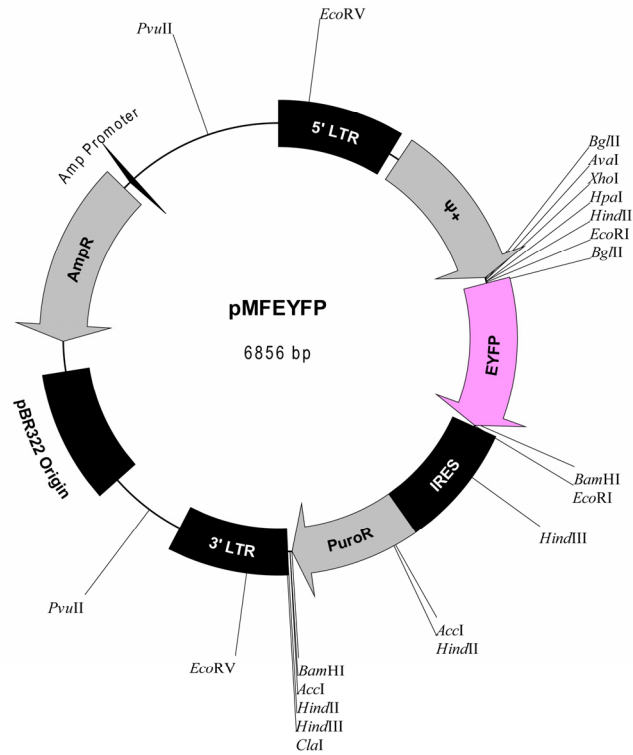 EcoRV
PvuII
5' LTR
Amp Promoter
Ψ+
BglII
AvaI
XhoI
HpaI
HindII
EcoRI
BglII
AmpR
pMFEYFP
6856 bp
EYFP
pBR322 Origin
IRES
BamHI
EcoRI
HindIII
PuroR
3' LTR
PvuII
AccI
HindII
EcoRV
BamHI
AccI
HindII
HindIII
ClaI